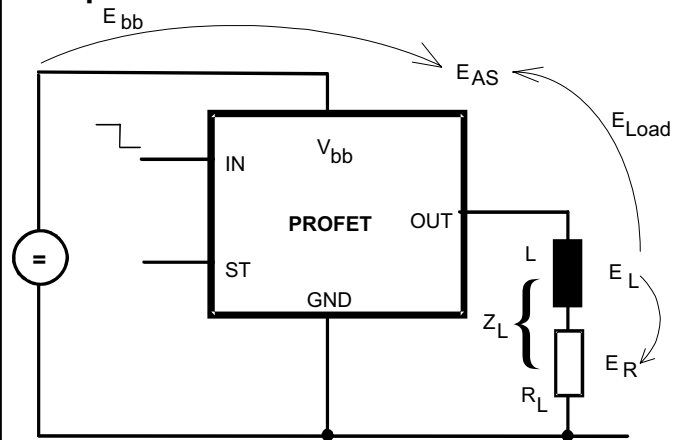 E bb
E AS
E Load
V bb
IN
PROFET
OUT
ST
L
E L
GND
Z L
{
E R
R L
=